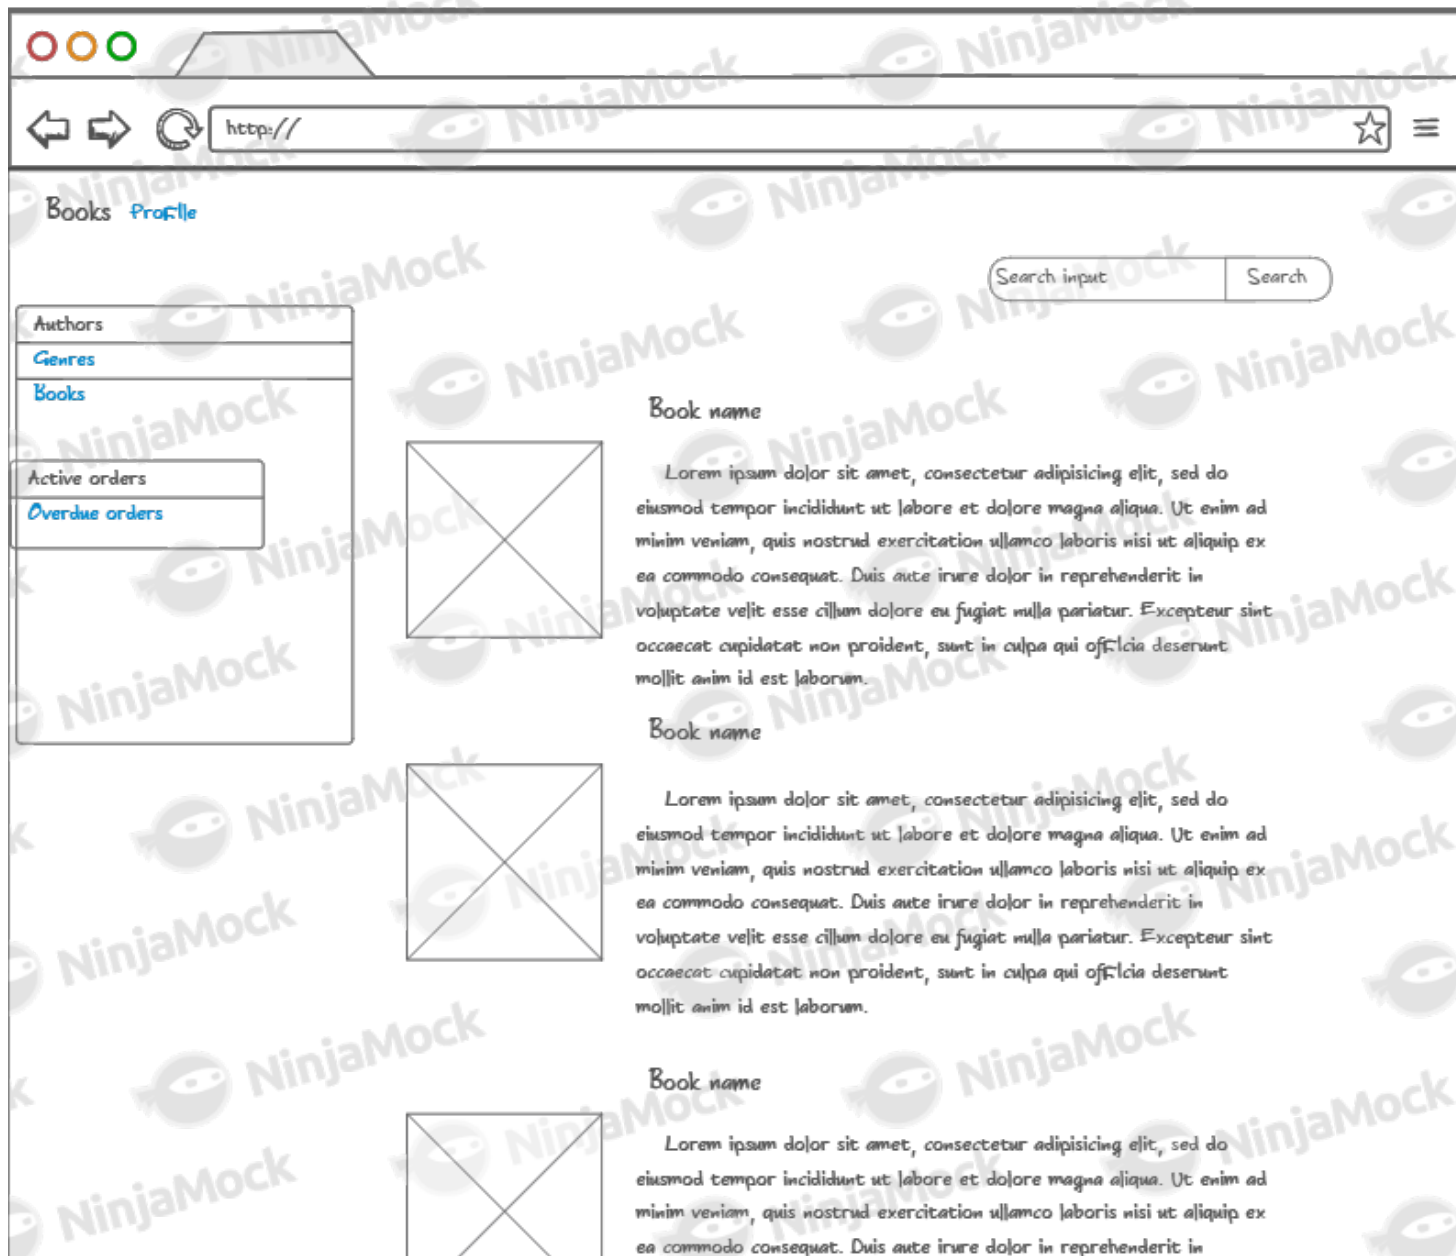 http://
Books Profile
Search input Search
Authors
Genres
Books
Active orders
Overdue orders
Book name
Lorem ipsum dolor sit amet, consectetur adipisicing elit, sed do
eiusmod tempor incididunt ut labore et dolore magna aliqua. Ut enim ad
minim veniam, quis nostrud exercitation ullamco laboris nisi ut aliquip ex
ea commodo consequat. Duis aute irure dolor in reprehenderit in
voluptate velit esse cillum dolore eu fugiat nulla pariatur. Excepteur sint
occaecat cupidatat non proident, sunt in culpa qui officia deserunt
mollit anim id est laborum.
Book name
Lorem ipsum dolor sit amet, consectetur adipisicing elit, sed do
eiusmod tempor incididunt ut labore et dolore magna aliqua. Ut enim ad
minim veniam, quis nostrud exercitation ullamco laboris nisi ut aliquip ex
ea commodo consequat. Duis aute irure dolor in reprehenderit in
voluptate velit esse cillum dolore eu fugiat nulla pariatur. Excepteur sint
occaecat cupidatat non proident, sunt in culpa qui officia deserunt
mollit anim id est laborum.
Book name
Lorem ipsum dolor sit amet, consectetur adipisicing elit, sed do
eiusmod tempor incididunt ut labore et dolore magna aliqua. Ut enim ad
minim veniam, quis nostrud exercitation ullamco laboris nisi ut aliquip ex
ea commodo consequat. Duis aute irure dolor in reprehenderit in
NinjaMock